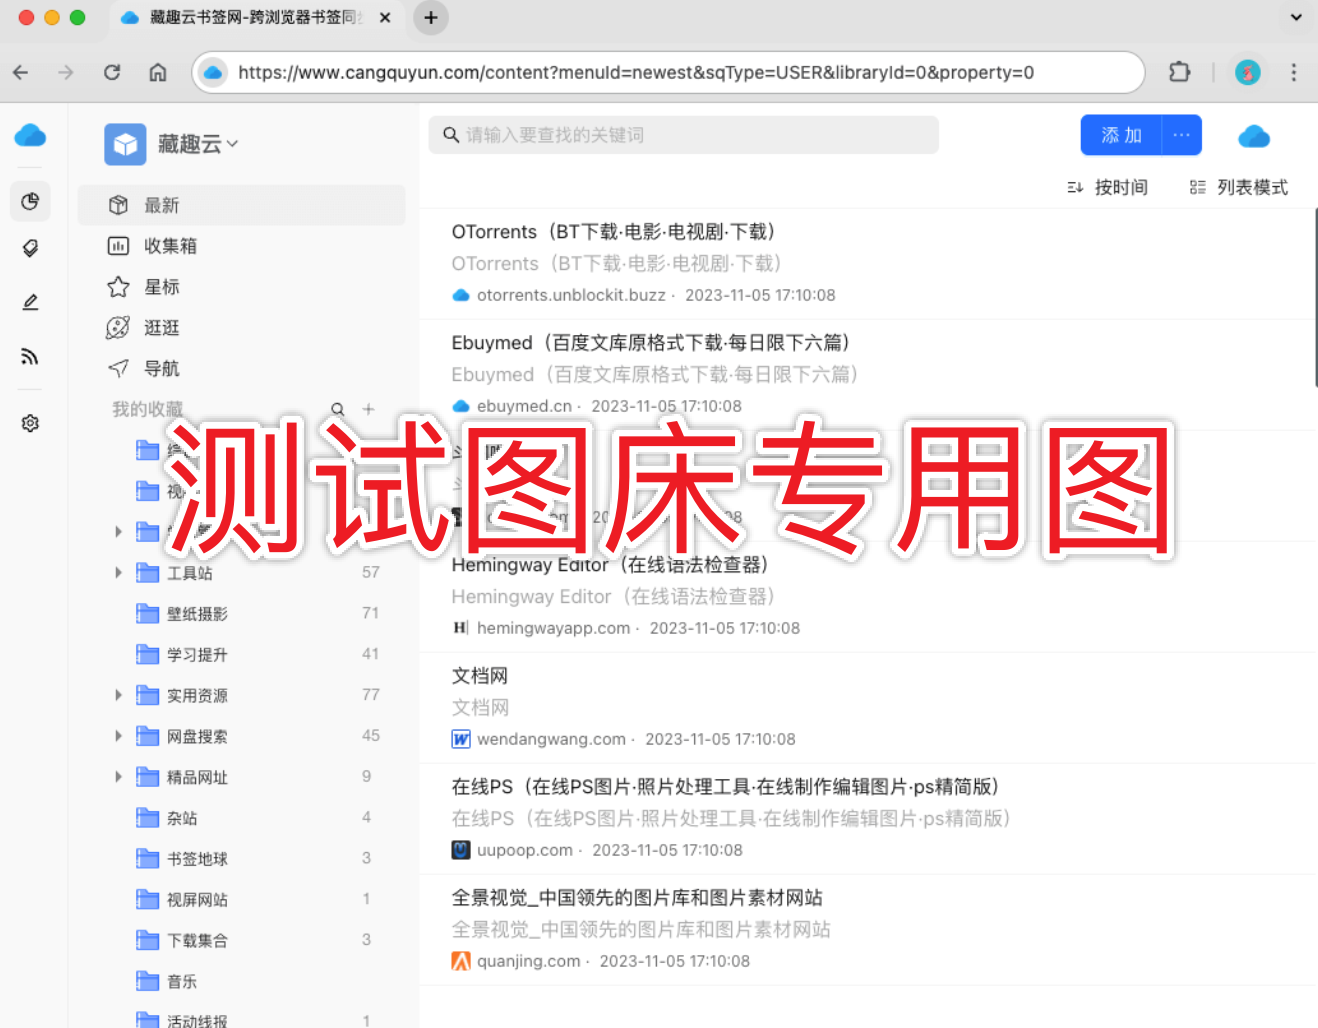 藏趣云书签网-跨浏览器书签同步
https://www.cangquyun.com/content?menuId=newest&sqType=USER&libraryId=0&property=0
藏趣云
请输入要查找的关键词
添加
按时间
列表模式
最新
收集箱
星标
逛逛
导航
我的收藏
工具站 57
壁纸摄影 71
学习提升 41
实用资源 77
网盘搜索 45
精品网址 9
杂站 4
书签地球 3
视屏网站 1
下载集合 3
音乐
活动线报 1
OTorrents（BT下载·电影·电视剧·下载）
OTorrents（BT下载·电影·电视剧·下载）
otorrents.unblockit.buzz · 2023-11-05 17:10:08
Ebuymed（百度文库原格式下载·每日限下六篇）
Ebuymed（百度文库原格式下载·每日限下六篇）
ebuymed.cn · 2023-11-05 17:10:08
测试图床专用图
Hemingway Editor（在线语法检查器）
Hemingway Editor（在线语法检查器）
hemingwayapp.com · 2023-11-05 17:10:08
文档网
文档网
wendangwang.com · 2023-11-05 17:10:08
在线PS（在线PS图片·照片处理工具·在线制作编辑图片·ps精简版）
在线PS（在线PS图片·照片处理工具·在线制作编辑图片·ps精简版）
uupoop.com · 2023-11-05 17:10:08
全景视觉_中国领先的图片库和图片素材网站
全景视觉_中国领先的图片库和图片素材网站
quanjing.com · 2023-11-05 17:10:08